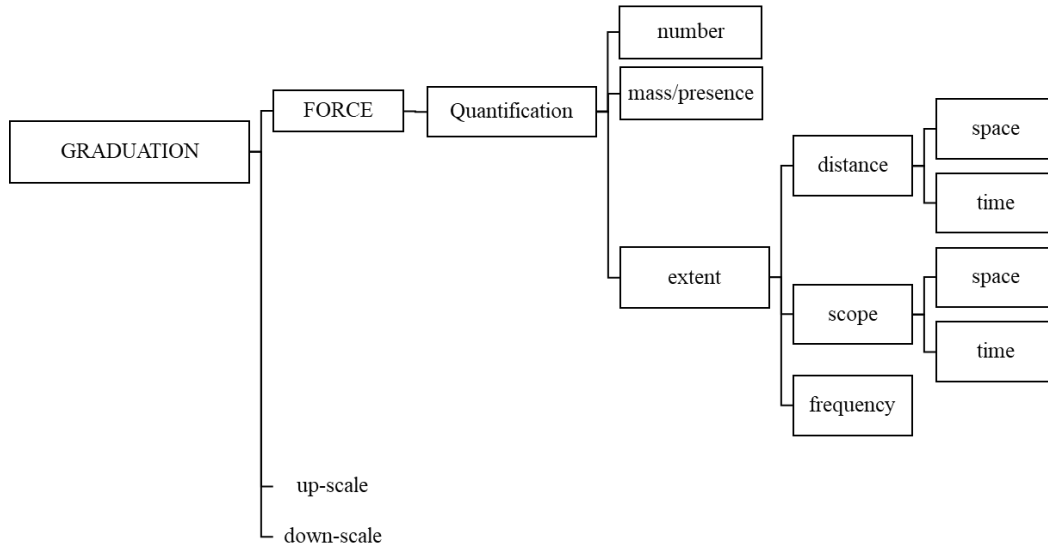 GRADUATION
FORCE
Quantification
number
mass/presence
extent
distance
space
time
scope
space
time
frequency
up-scale
down-scale